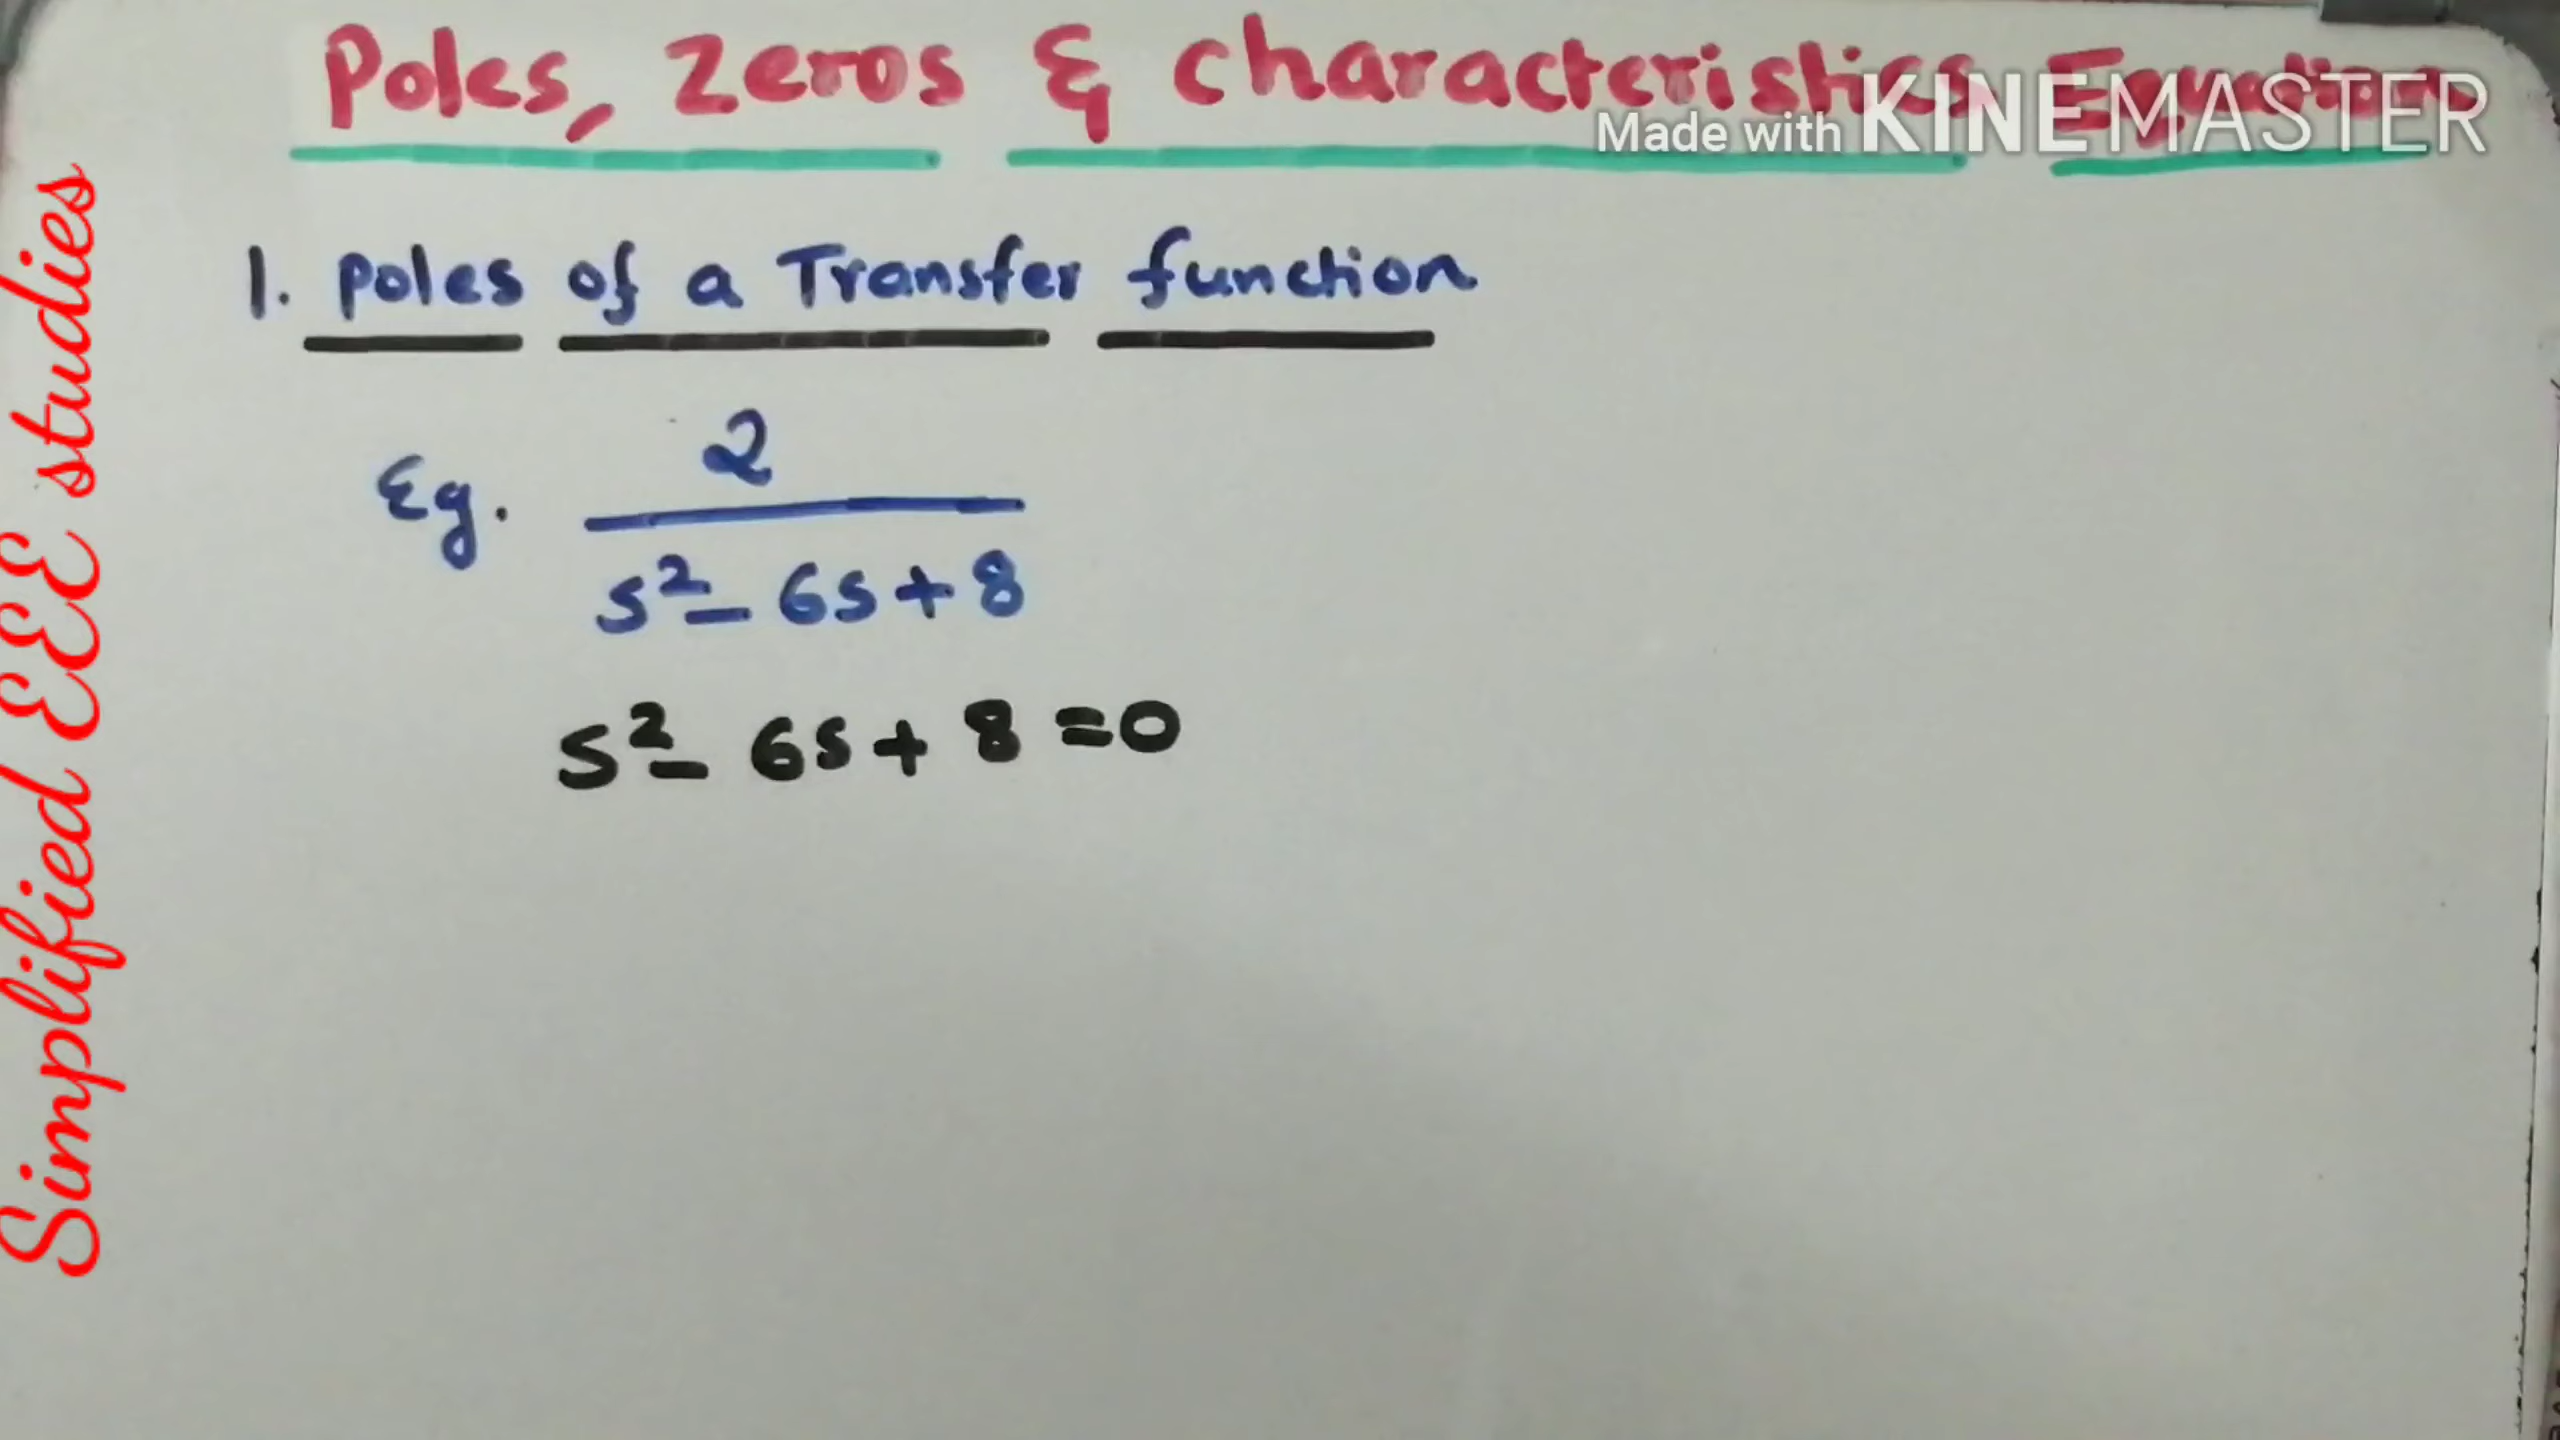 Poles, Zeros & characteristics Equation
Made with KINEMASTER
1. Poles of a Transfer function
Eg. 2
s² - 6s + 8
s² - 6s + 8 = 0
Simplified EEE studies